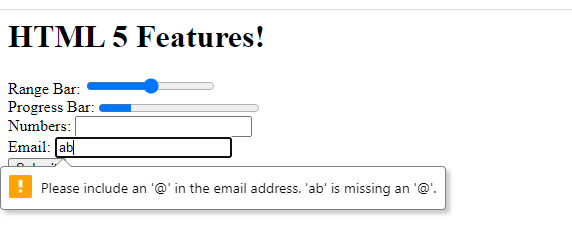 HTML 5 Features!
Range Bar:
Progress Bar:
Numbers:
Email: ab
Please include an '@' in the email address. 'ab' is missing an '@'.